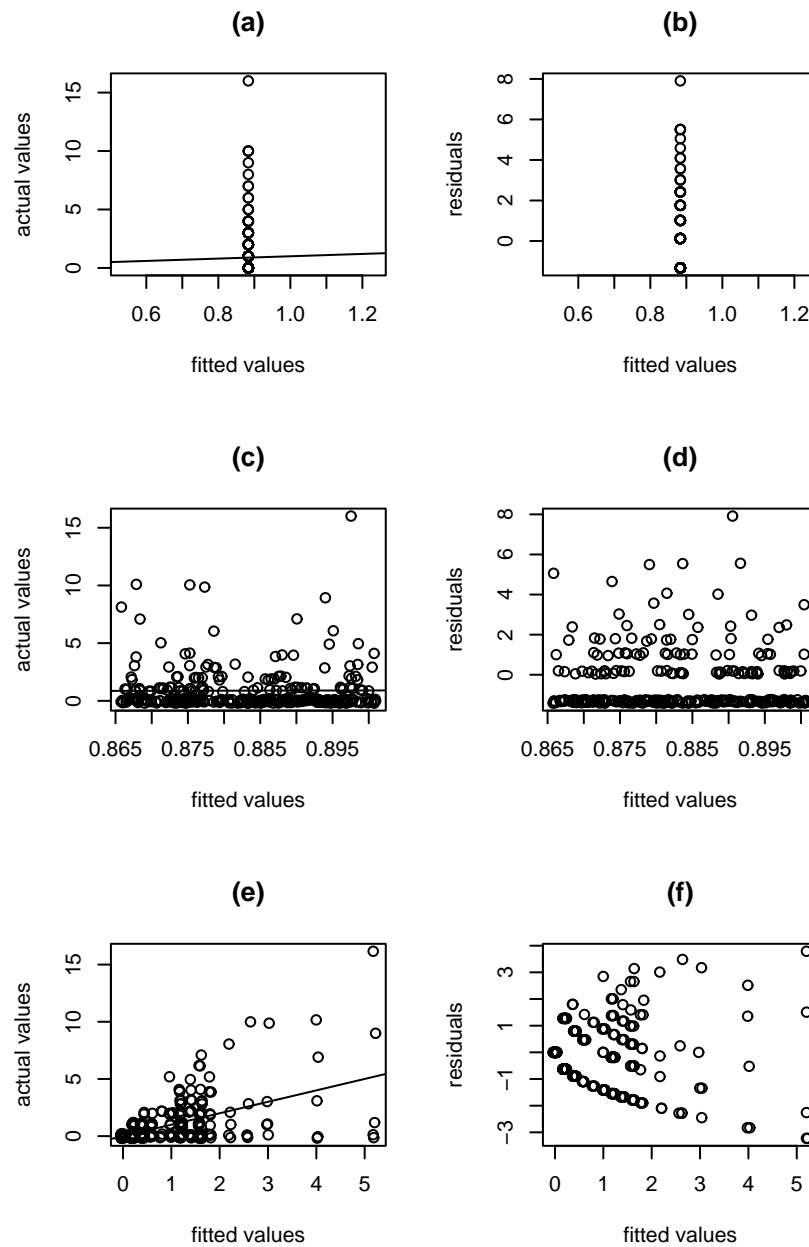 (a)
actual values
15
10
5
0
0.6 0.8 1.0 1.2
fitted values
(b)
residuals
8
6
4
2
0
0.6 0.8 1.0 1.2
fitted values
(c)
actual values
15
10
5
0
0.865 0.875 0.885 0.895
fitted values
(d)
residuals
8
6
4
2
0
0.865 0.875 0.885 0.895
fitted values
(e)
actual values
15
10
5
0
0 1 2 3 4 5
fitted values
(f)
residuals
3
1
−1
−3
0 1 2 3 4 5
fitted values